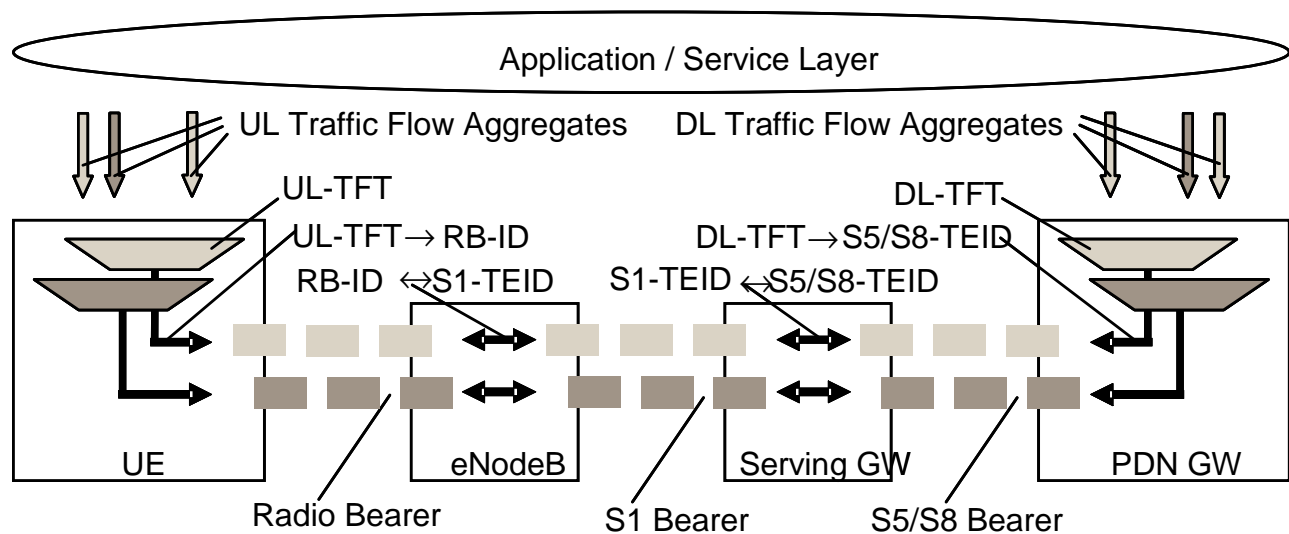 Application / Service Layer
UL Traffic Flow Aggregates
DL Traffic Flow Aggregates
UL-TFT
DL-TFT
UL-TFT → RB-ID
DL-TFT → S5/S8-TEID
RB-ID ↔ S1-TEID
S1-TEID ↔ S5/S8-TEID
UE
eNodeB
Serving GW
PDN GW
Radio Bearer
S1 Bearer
S5/S8 Bearer